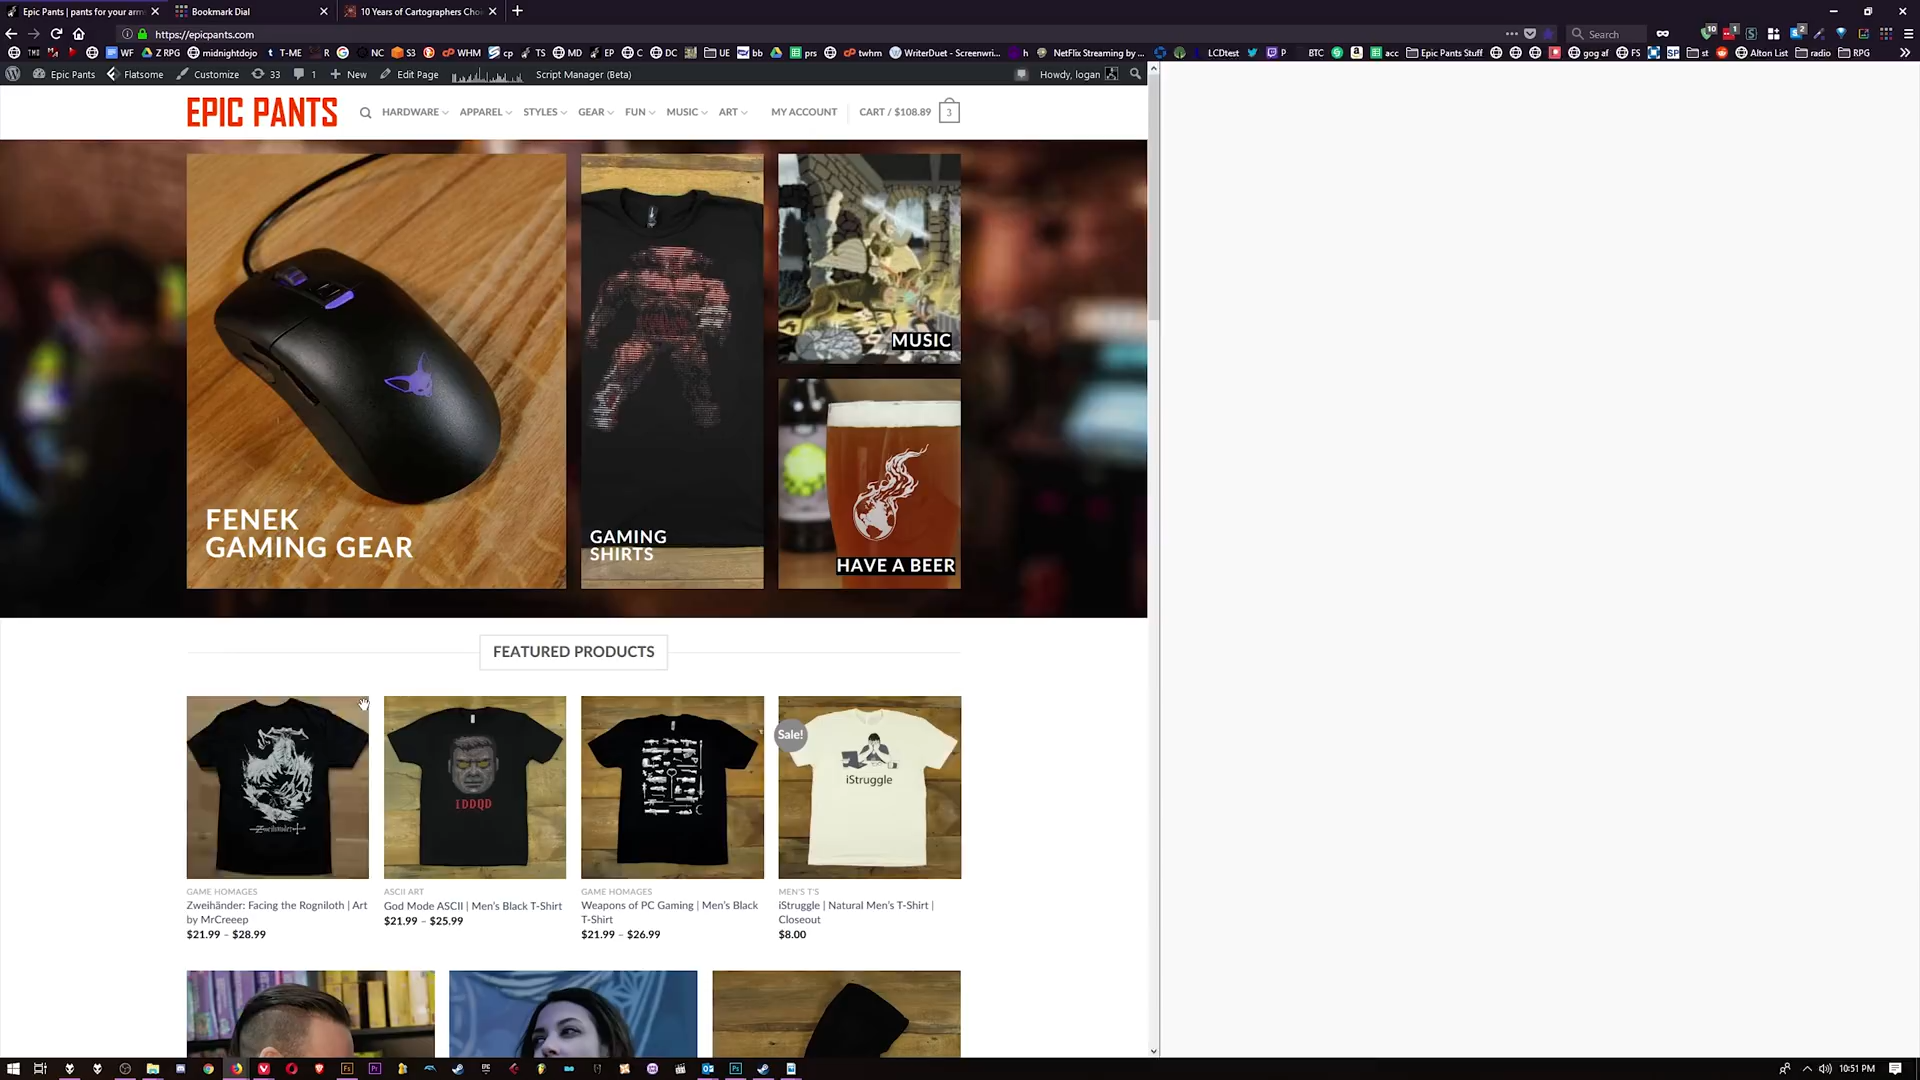 Epic Pants | pants for your arm
Bookmark Dial
10 Years of Cartographers Choi
https://epicpants.com
Search
WF
Z RPG
midnightdojo
T-ME
R
NC
S3
WHM
cp
TS
MD
EP
C
DC
UE
bb
prs
twhm
WriterDuet - Screenwri...
h
NetFlix Streaming by ...
LCDtest
P
BTC
acc
Epic Pants Stuff
gog af
FS
st
Alton List
radio
RPG
Epic Pants
Flatsome
Customize
33
1
New
Edit Page
Script Manager (Beta)
Howdy, logan
EPIC PANTS
HARDWARE
APPAREL
STYLES
GEAR
FUN
MUSIC
ART
MY ACCOUNT
CART / $108.89
3
FENEK
GAMING GEAR
GAMING
SHIRTS
MUSIC
HAVE A BEER
FEATURED PRODUCTS
IDDQD
Sale!
iStruggle
GAME HOMAGES
Zweihänder: Facing the Rogniloth | Art
by MrCreeep
$21.99 – $28.99
ASCII ART
God Mode ASCII | Men's Black T-Shirt
$21.99 – $25.99
GAME HOMAGES
Weapons of PC Gaming | Men's Black
T-Shirt
$21.99 – $26.99
MEN'S T'S
iStruggle | Natural Men's T-Shirt |
Closeout
$8.00
10:51 PM